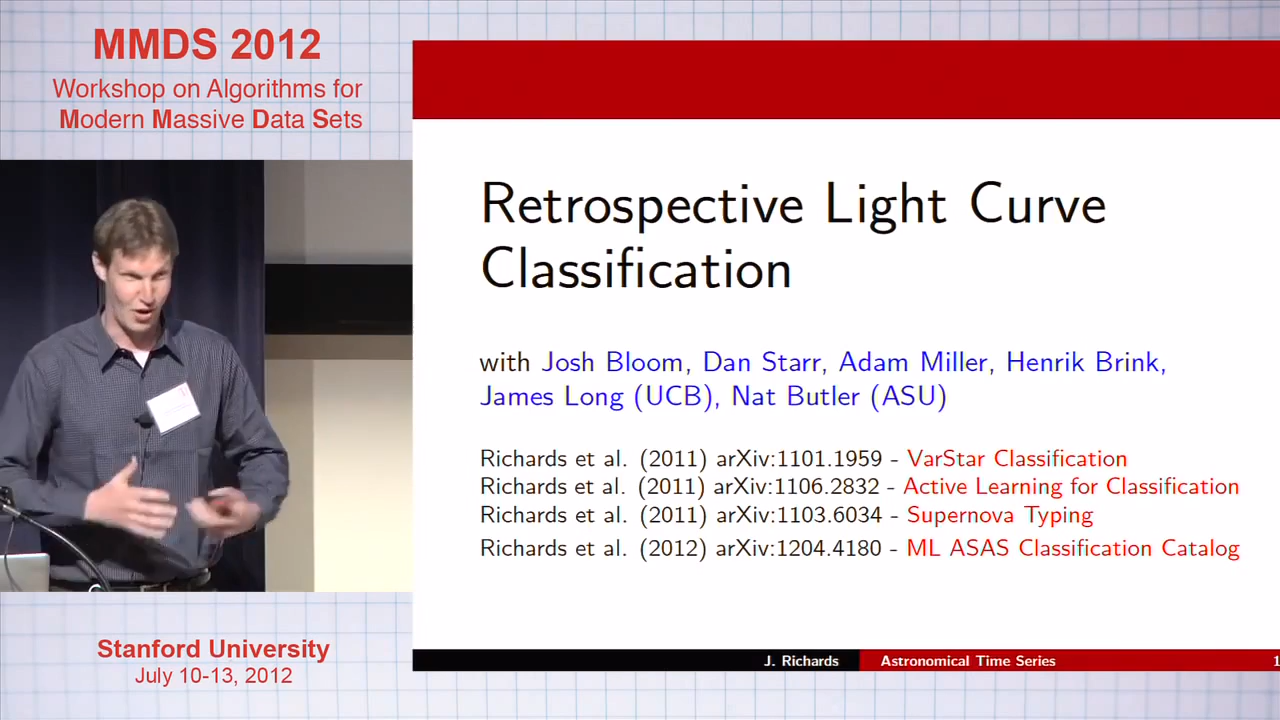 MMDS 2012
Workshop on Algorithms for
Modern Massive Data Sets
Retrospective Light Curve
Classification
with Josh Bloom, Dan Starr, Adam Miller, Henrik Brink,
James Long (UCB), Nat Butler (ASU)
Richards et al. (2011) arXiv:1101.1959 - VarStar Classification
Richards et al. (2011) arXiv:1106.2832 - Active Learning for Classification
Richards et al. (2011) arXiv:1103.6034 - Supernova Typing
Richards et al. (2012) arXiv:1204.4180 - ML ASAS Classification Catalog
Stanford University
July 10-13, 2012
J. Richards Astronomical Time Series